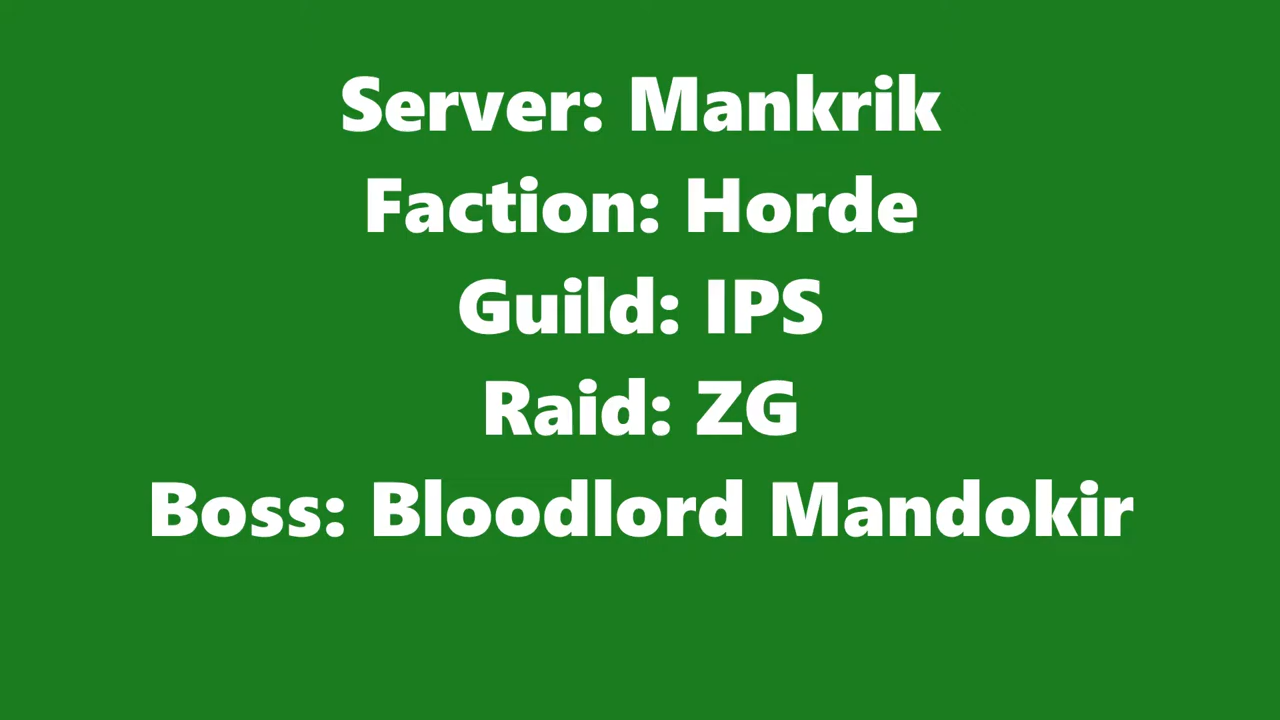 Server: Mankrik
Faction: Horde
Guild: IPS
Raid: ZG
Boss: Bloodlord Mandokir